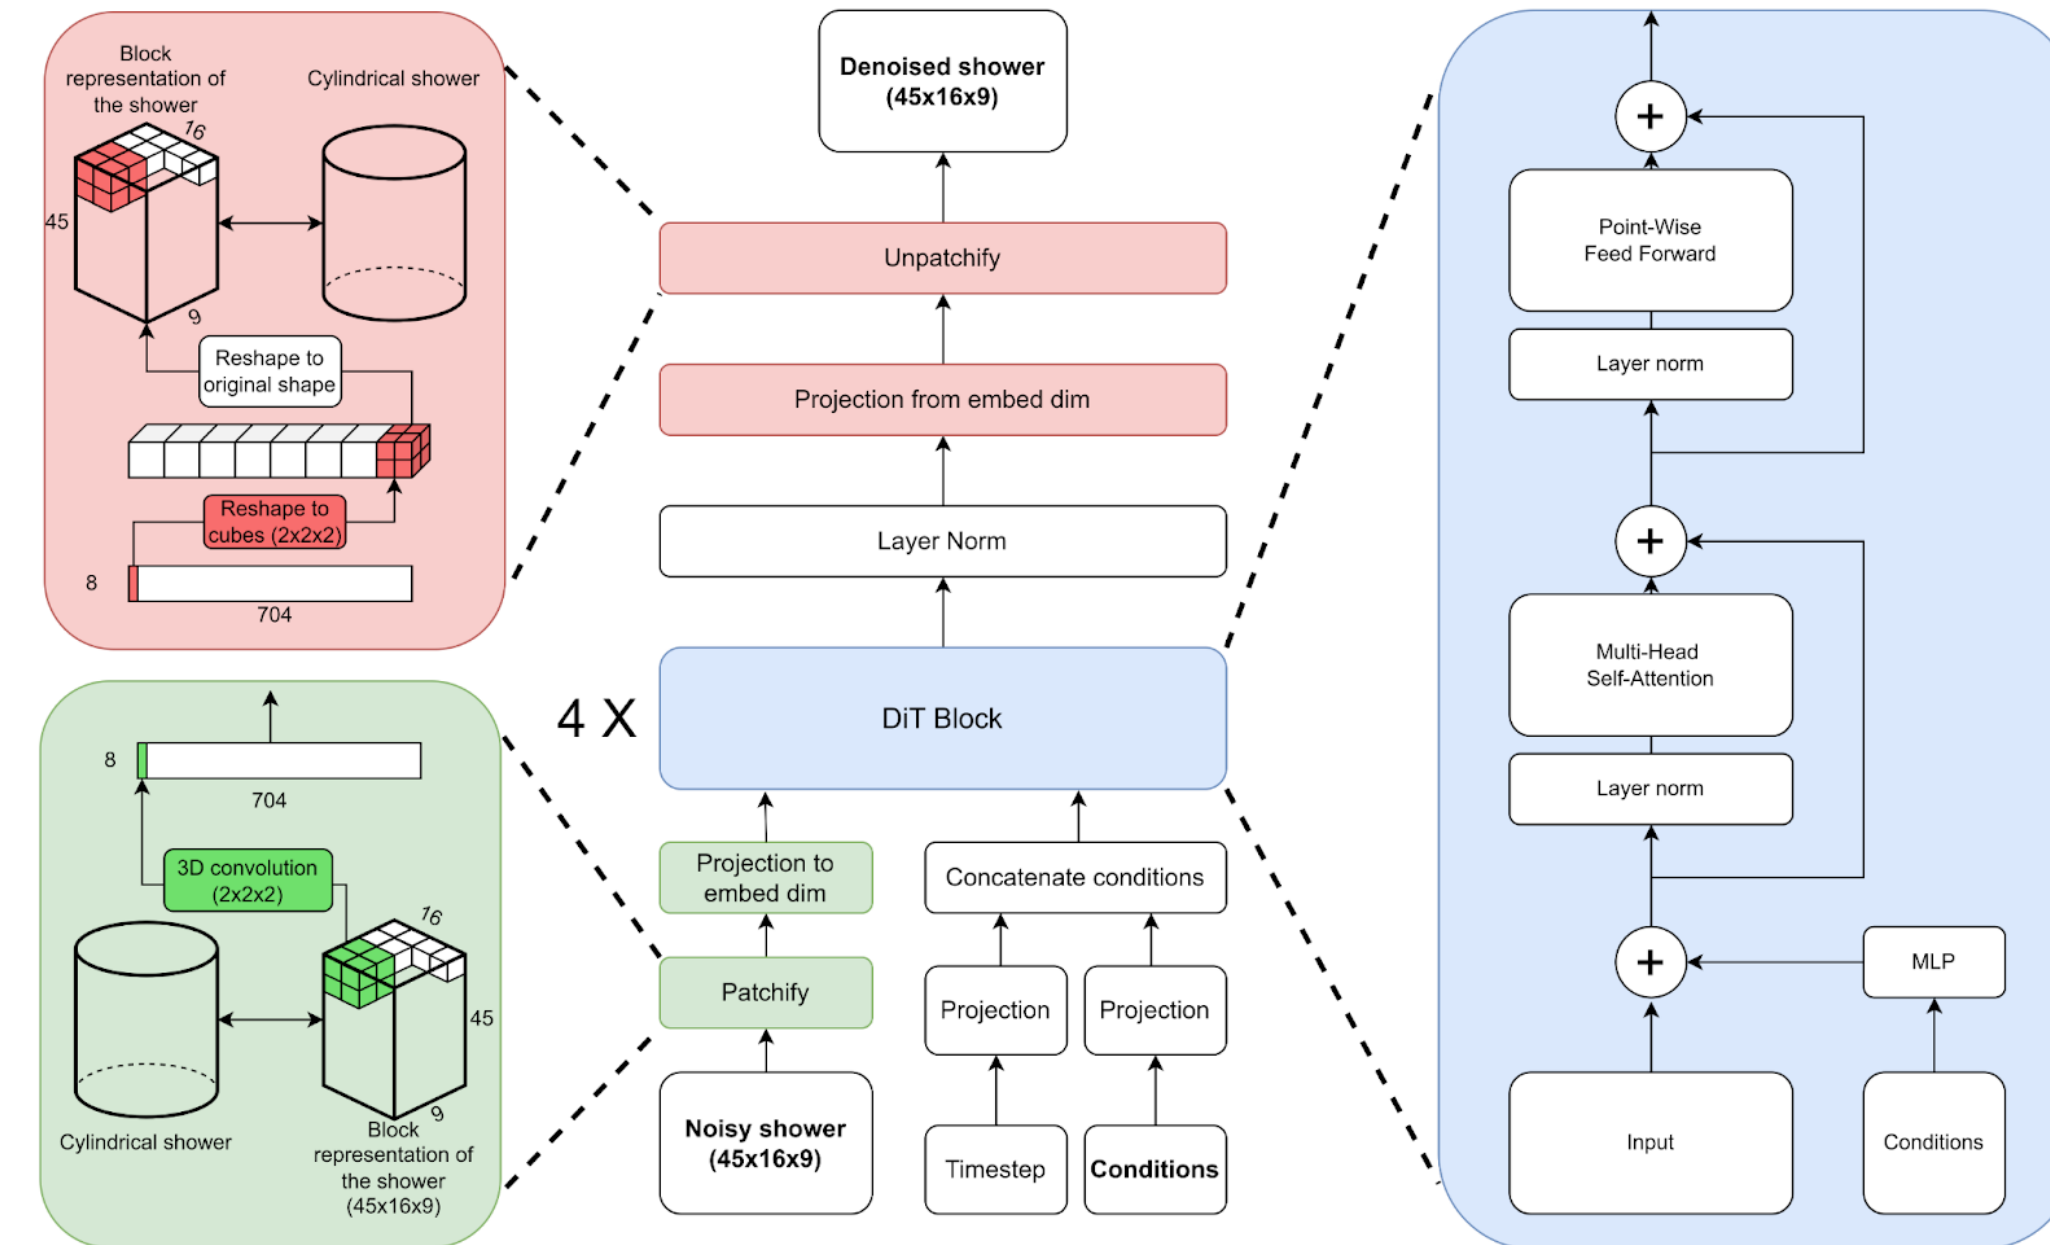 Block
representation of
the shower
Cylindrical shower
16
45
9
Reshape to
original shape
Reshape to
cubes (2x2x2)
8
704
8
704
3D convolution
(2x2x2)
16
45
9
Cylindrical shower
Block
representation of
the shower
(45x16x9)
Denoised shower
(45x16x9)
Unpatchify
Projection from embed dim
Layer Norm
4 X
DiT Block
Projection to
embed dim
Concatenate conditions
Patchify
Projection
Projection
Noisy shower
(45x16x9)
Timestep
Conditions
+
Point-Wise
Feed Forward
Layer norm
+
Multi-Head
Self-Attention
Layer norm
+
MLP
Input
Conditions